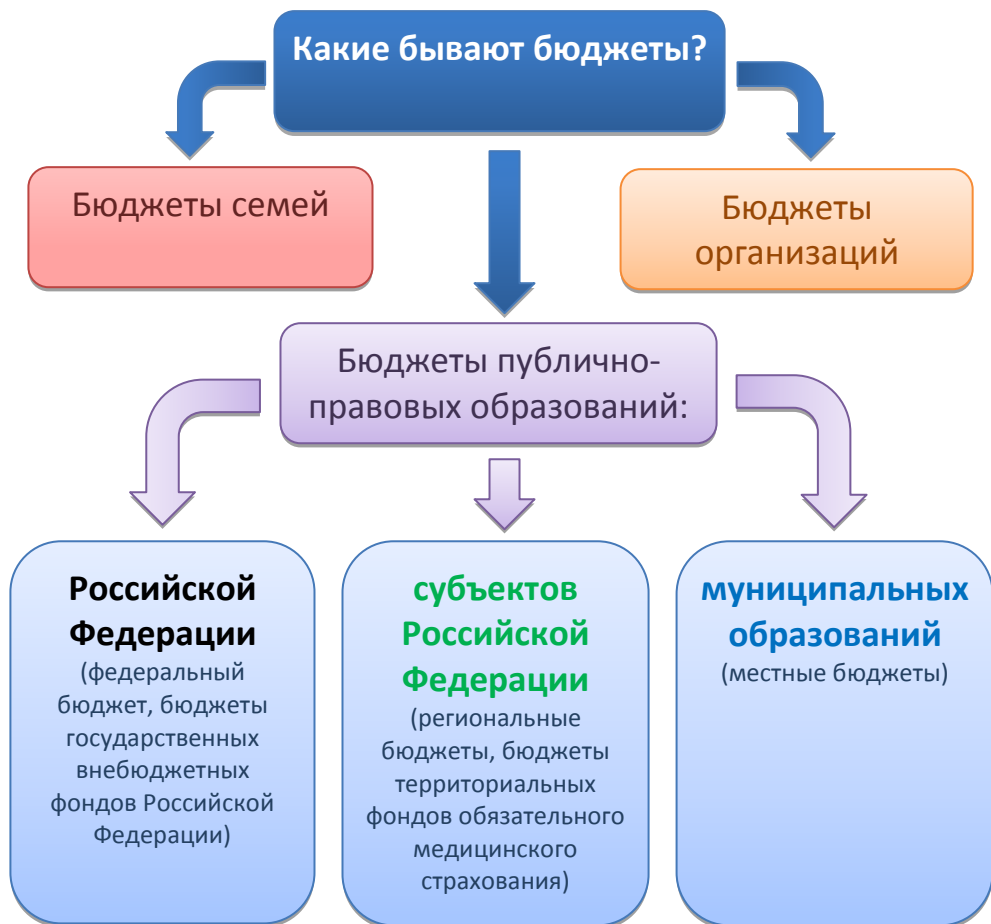 Какие бывают бюджеты?
Бюджеты семей
Бюджеты
организаций
Бюджеты публично-
правовых образований:
Российской
Федерации
(федеральный
бюджет, бюджеты
государственных
внебюджетных
фондов Российской
Федерации)
субъектов
Российской
Федерации
(региональные
бюджеты, бюджеты
территориальных
фондов обязательного
медицинского
страхования)
муниципальных
образований
(местные бюджеты)